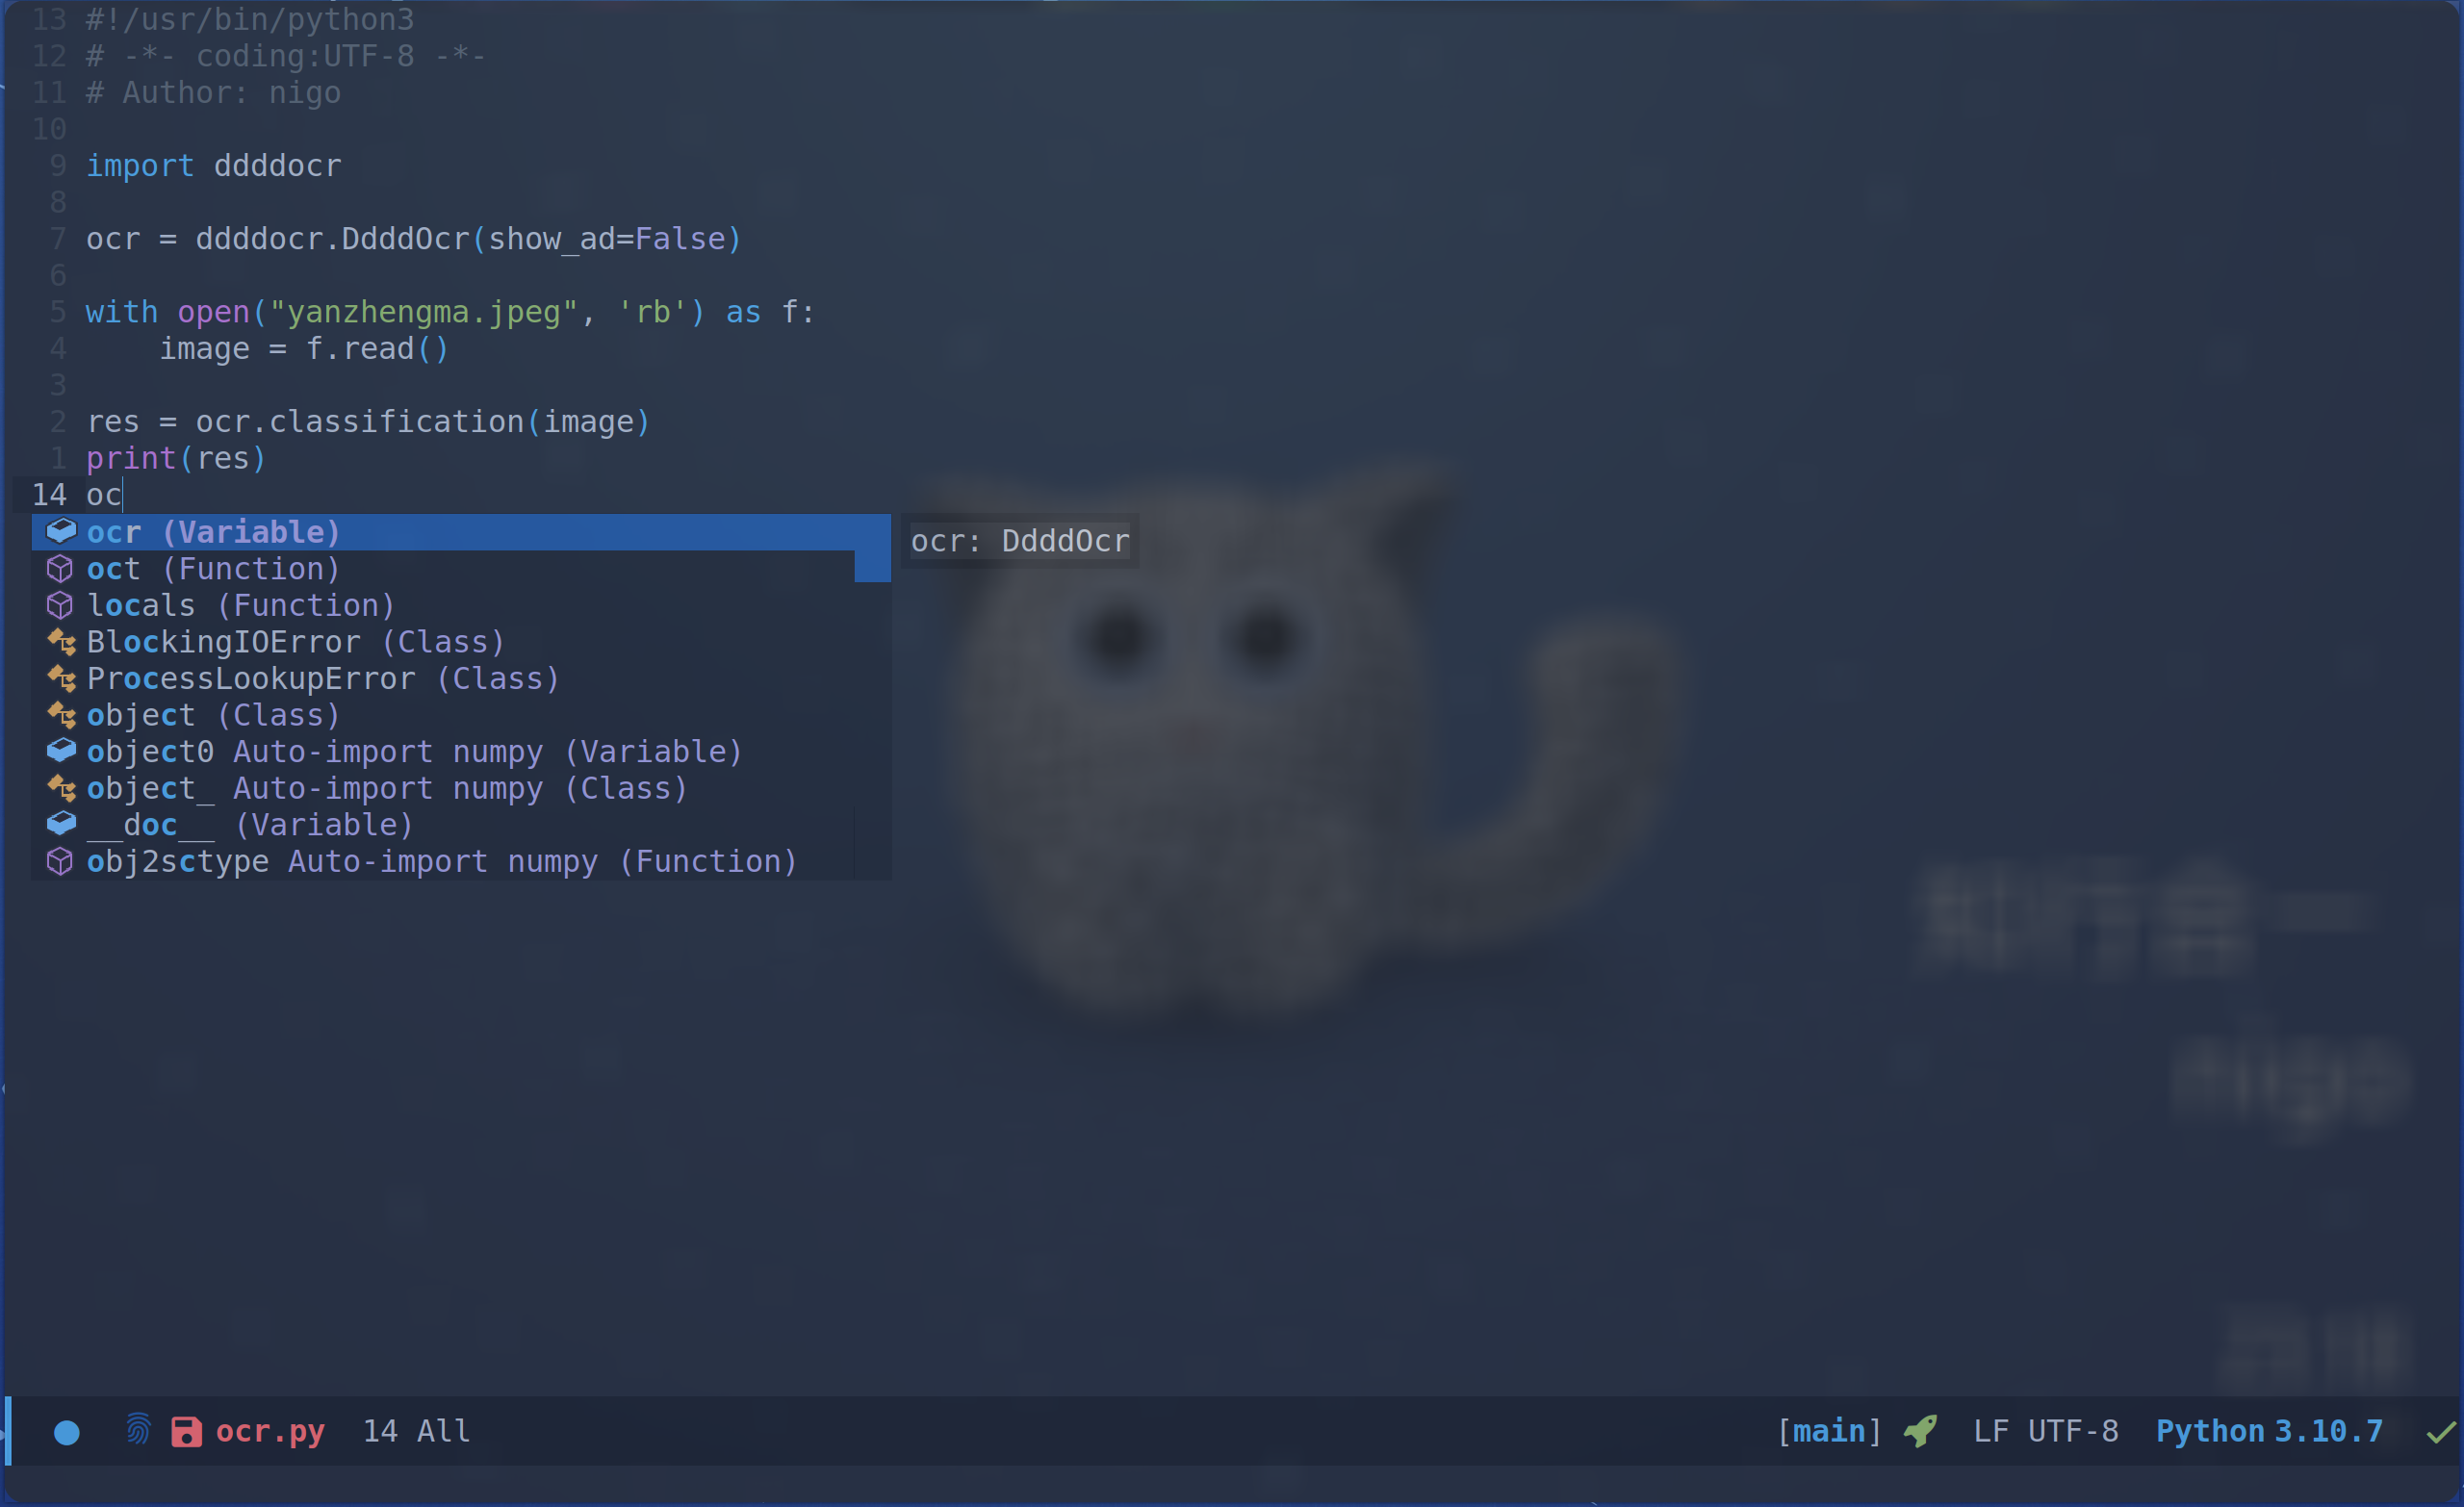 13 #!/usr/bin/python3
12 # -*- coding:UTF-8 -*-
11 # Author: nigo
10
9 import ddddocr
8
7 ocr = ddddocr.DdddOcr(show_ad=False)
6
5 with open("yanzhengma.jpeg", 'rb') as f:
4     image = f.read()
3
2 res = ocr.classification(image)
1 print(res)
14 oc
ocr (Variable)
ocr: DdddOcr
oct (Function)
locals (Function)
BlockingIOError (Class)
ProcessLookupError (Class)
object (Class)
object0 Auto-import numpy (Variable)
object_ Auto-import numpy (Class)
__doc__ (Variable)
obj2sctype Auto-import numpy (Function)
ocr.py 14 All [main] LF UTF-8 Python 3.10.7